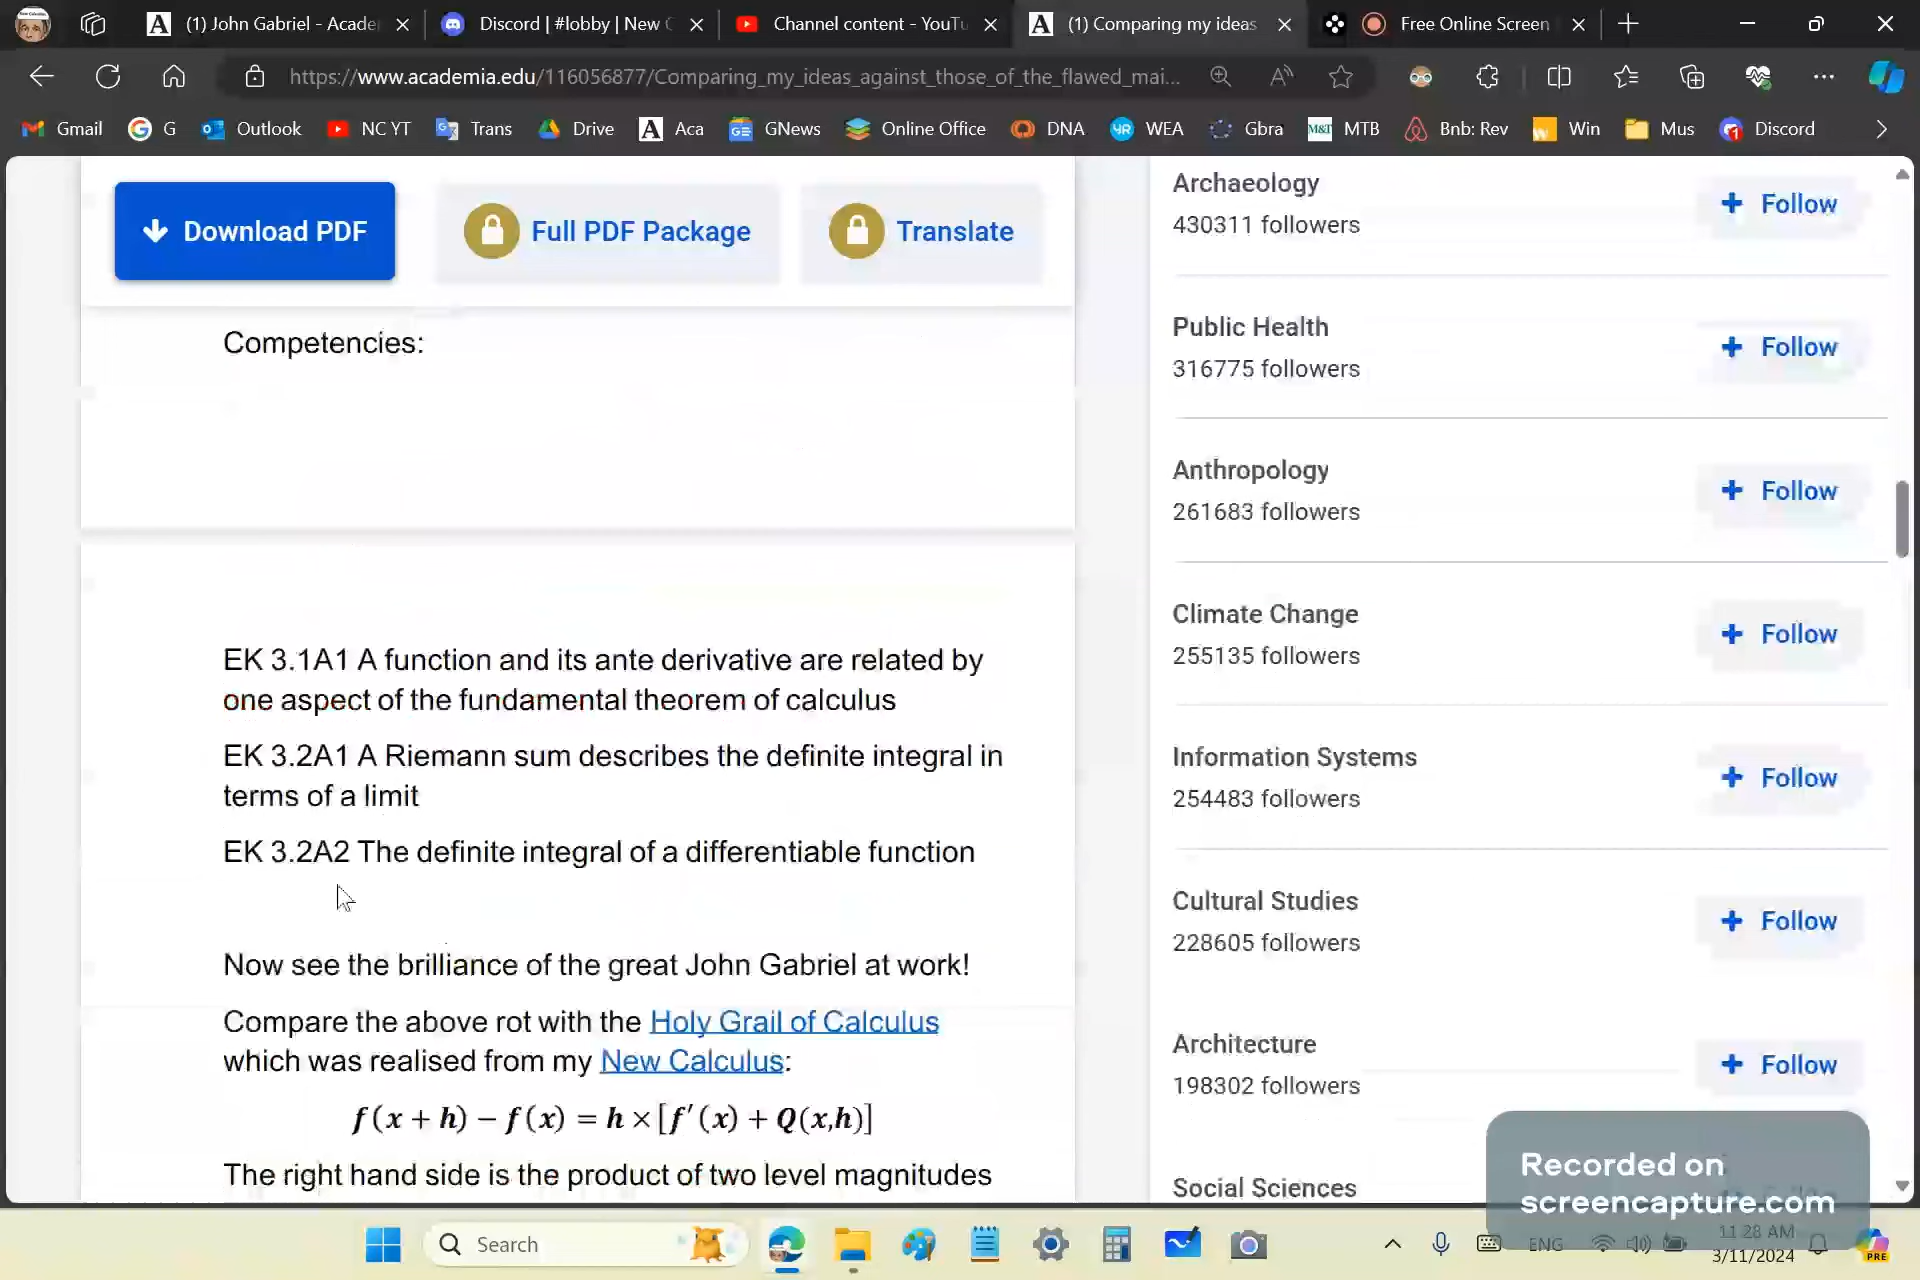 (1) John Gabriel - Acade
Discord | #lobby | New C
Channel content - YouTu
(1) Comparing my ideas
Free Online Screen
https://www.academia.edu/116056877/Comparing_my_ideas_against_those_of_the_flawed_mai...
Gmail
G
Outlook
NC YT
Trans
Drive
Aca
GNews
Online Office
DNA
WEA
Gbra
MTB
Bnb: Rev
Win
Mus
Discord
Download PDF
Full PDF Package
Translate
Competencies:
EK 3.1A1 A function and its ante derivative are related by
one aspect of the fundamental theorem of calculus
EK 3.2A1 A Riemann sum describes the definite integral in
terms of a limit
EK 3.2A2 The definite integral of a differentiable function
Now see the brilliance of the great John Gabriel at work!
Compare the above rot with the Holy Grail of Calculus
which was realised from my New Calculus:
f(x + h) − f(x) = h × [f′(x) + Q(x,h)]
The right hand side is the product of two level magnitudes
Archaeology
430311 followers
Follow
Public Health
316775 followers
Follow
Anthropology
261683 followers
Follow
Climate Change
255135 followers
Follow
Information Systems
254483 followers
Follow
Cultural Studies
228605 followers
Follow
Architecture
198302 followers
Follow
Social Sciences
Recorded on
screencapture.com
Search
ENG
11:28 AM
3/11/2024
PRE